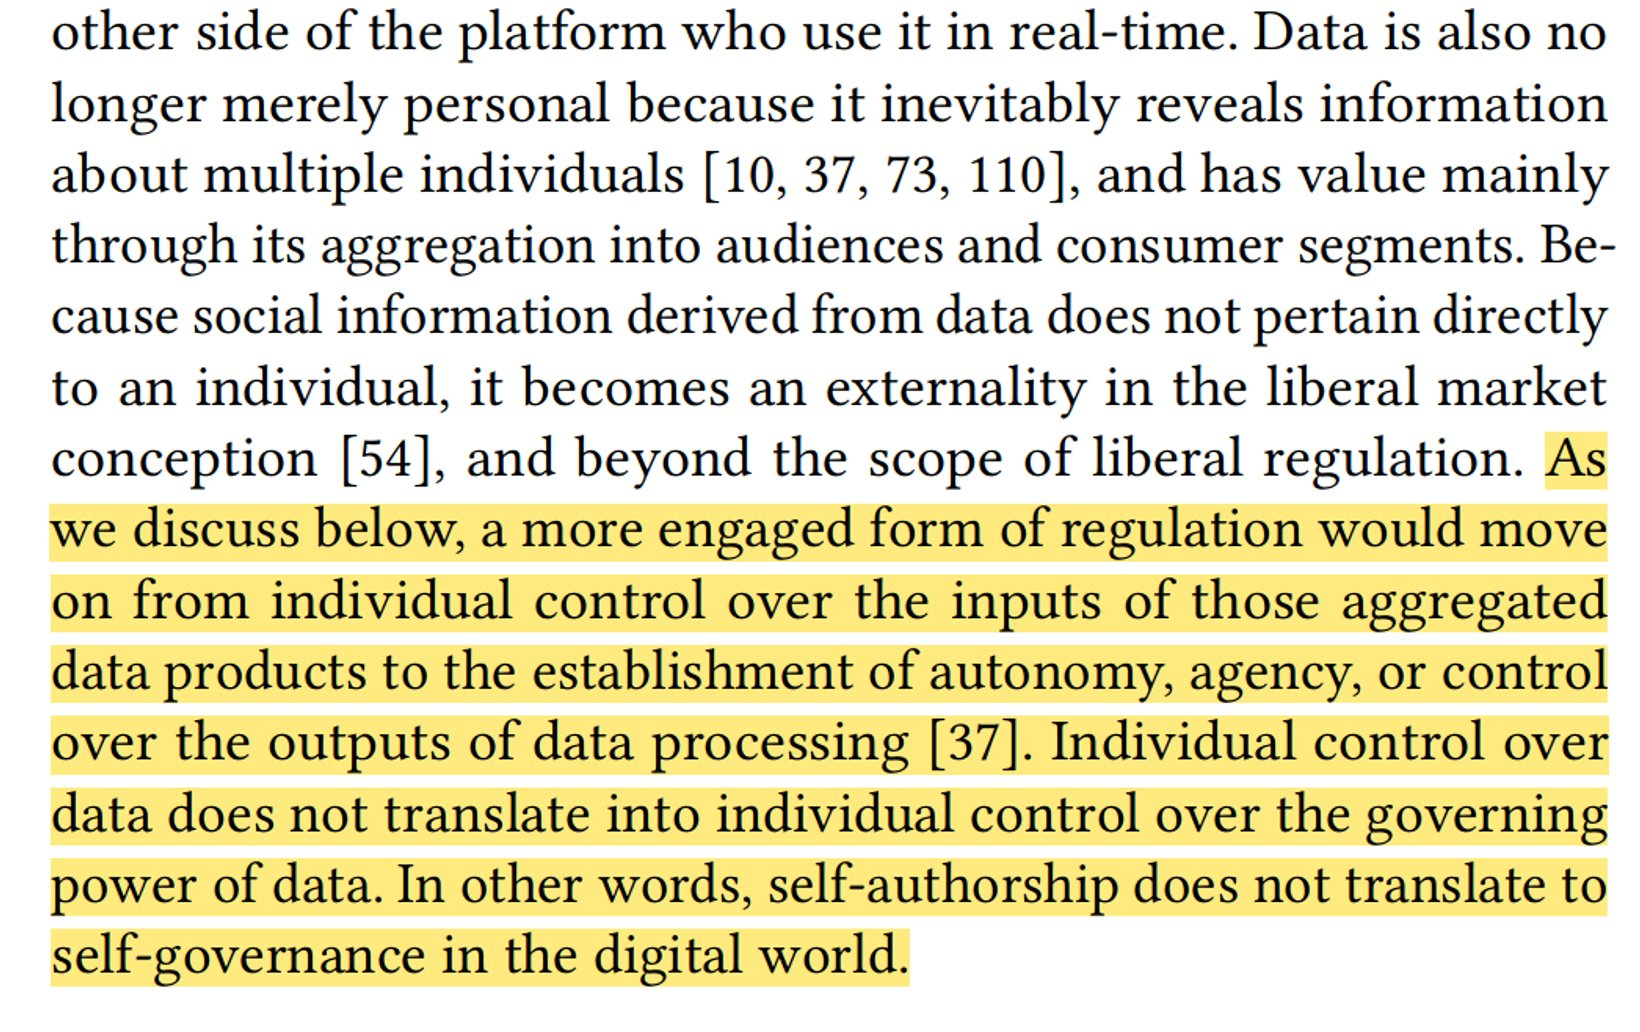 other side of the platform who use it in real-time. Data is also no
longer merely personal because it inevitably reveals information
about multiple individuals [10, 37, 73, 110], and has value mainly
through its aggregation into audiences and consumer segments. Be-
cause social information derived from data does not pertain directly
to an individual, it becomes an externality in the liberal market
conception [54], and beyond the scope of liberal regulation. As
we discuss below, a more engaged form of regulation would move
on from individual control over the inputs of those aggregated
data products to the establishment of autonomy, agency, or control
over the outputs of data processing [37]. Individual control over
data does not translate into individual control over the governing
power of data. In other words, self-authorship does not translate to
self-governance in the digital world.